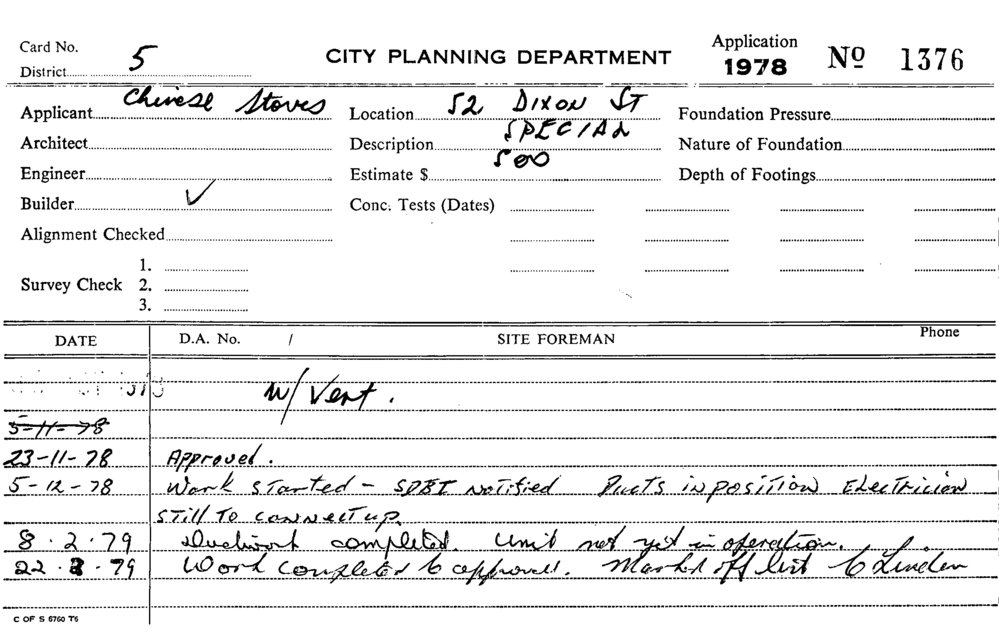 Card No. 5 CITY PLANNING DEPARTMENT Application 1978 Nº 1376
District
Applicant Chinese Stoves Location 52 DIXON ST Foundation Pressure
Architect Description SPECIAL Nature of Foundation
Engineer Estimate $ 500 Depth of Footings
Builder ✓ Conc. Tests (Dates)
Alignment Checked
Survey Check 1.
2.
3.
DATE D.A. No. / SITE FOREMAN Phone
W/ Vent.
5-11-78
23-11-78 Approved.
5-12-78 Work started - notified Ducts in position Electrician
still to connect up.
8.2.79 Ductwork completed. Unit not yet in operation.
22.2.79 Work completed to approval. Marked off list
C OF S 6760 T6